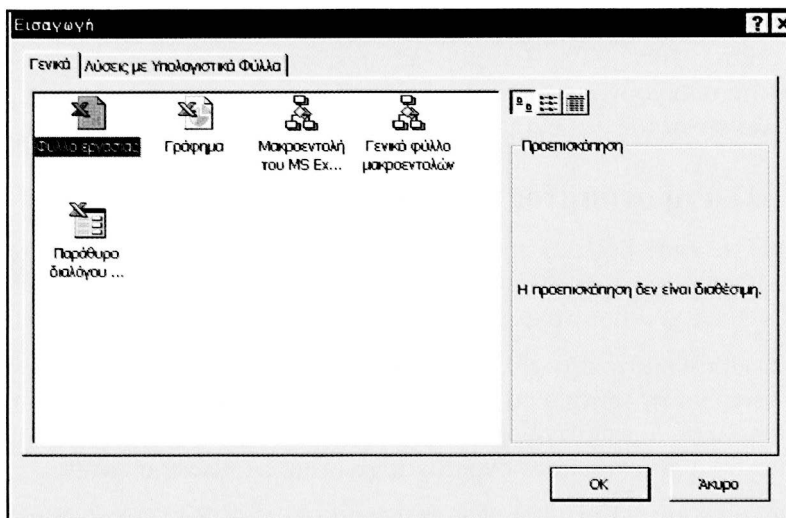 Εισαγωγή
Γενικά
Λύσεις με Υπολογιστικά Φύλλα
Φύλλο εργασίας
Γράφημα
Μακροεντολή
του MS Ex...
Γενικό φύλλο
μακροεντολών
Παράθυρο
διαλόγου ...
Προεπισκόπηση
Η προεπισκόπηση δεν είναι διαθέσιμη.
OK
Άκυρο